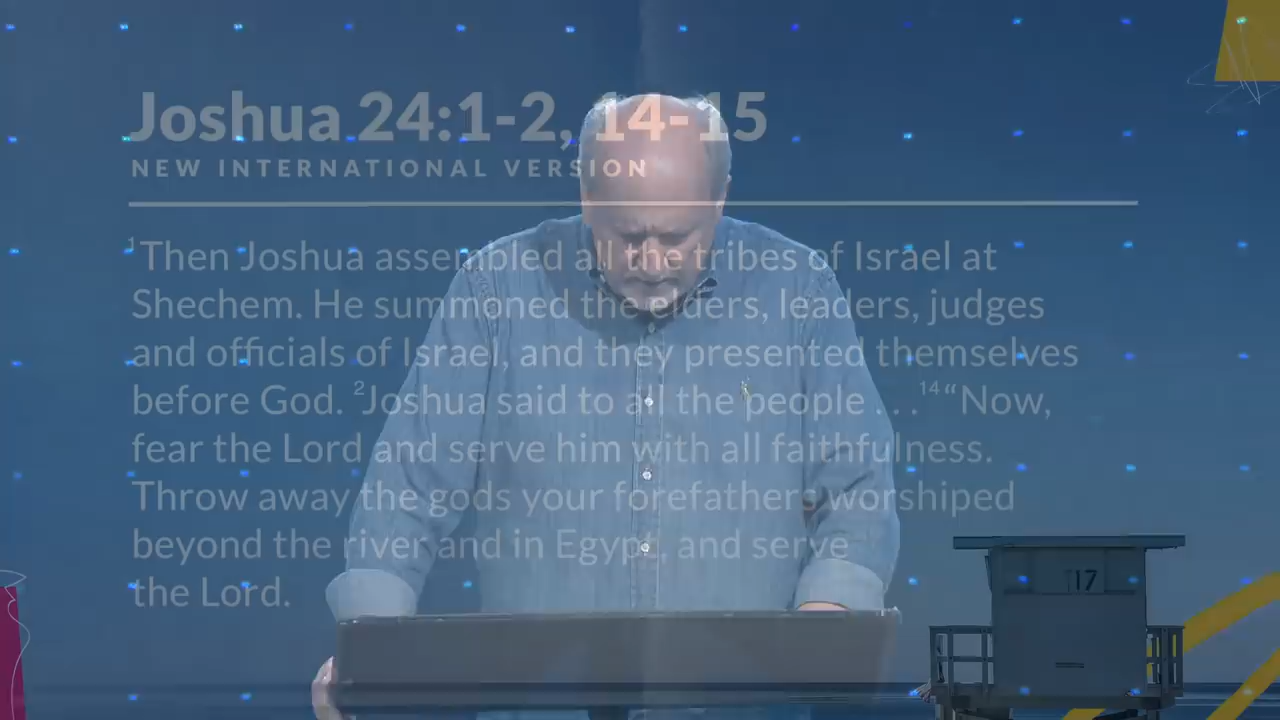 Joshua 24:1-2, 14-15
NEW INTERNATIONAL VERSION
¹Then Joshua assembled all the tribes of Israel at
Shechem. He summoned the elders, leaders, judges
and officials of Israel, and they presented themselves
before God. ²Joshua said to all the people . . .¹⁴“Now,
fear the Lord and serve him with all faithfulness.
Throw away the gods your forefathers worshiped
beyond the river and in Egypt, and serve
the Lord.
17